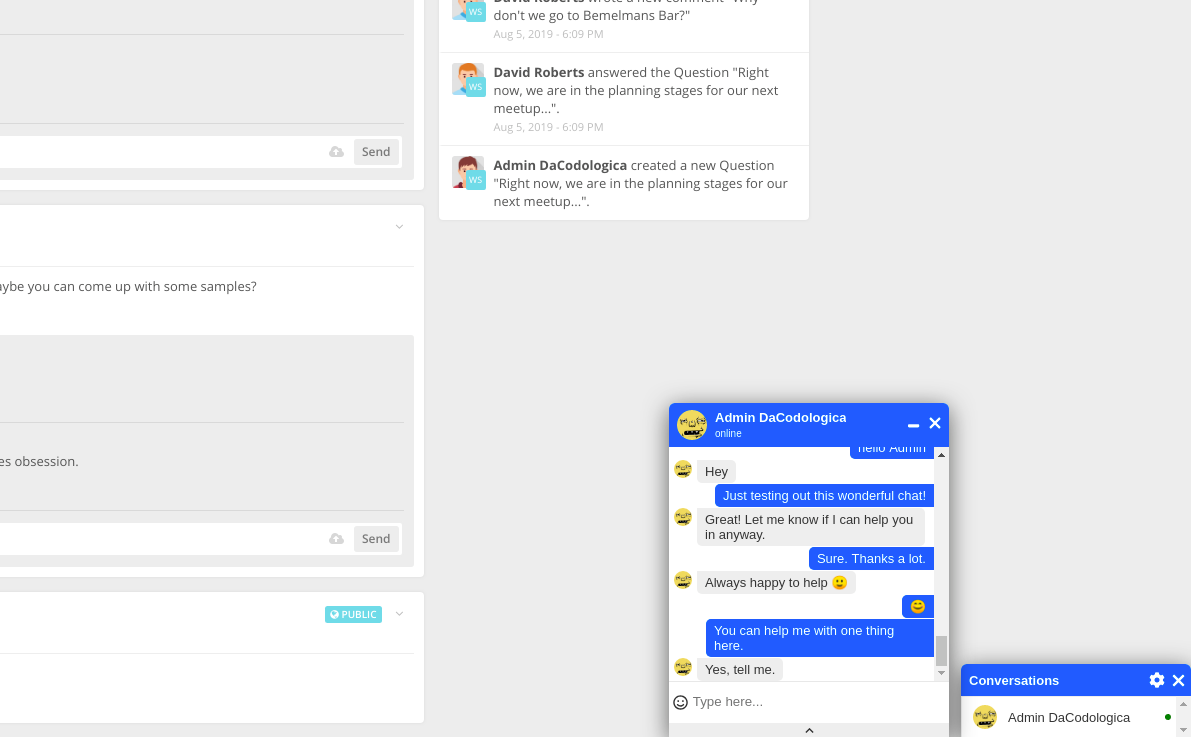 David Roberts wrote a new comment "Why
don't we go to Bemelmans Bar?"
WS
Aug 5, 2019 - 6:09 PM
David Roberts answered the Question "Right
now, we are in the planning stages for our next
meetup...".
WS
Aug 5, 2019 - 6:09 PM
Admin DaCodologica created a new Question
"Right now, we are in the planning stages for our
next meetup...".
WS
Send
you can come up with some samples?
obsession.
Send
PUBLIC
Admin DaCodologica
online
hello Admin
Hey
Just testing out this wonderful chat!
Great! Let me know if I can help you
in anyway.
Sure. Thanks a lot.
Always happy to help 🙂
😊
You can help me with one thing
here.
Yes, tell me.
Type here...
Conversations
Admin DaCodologica